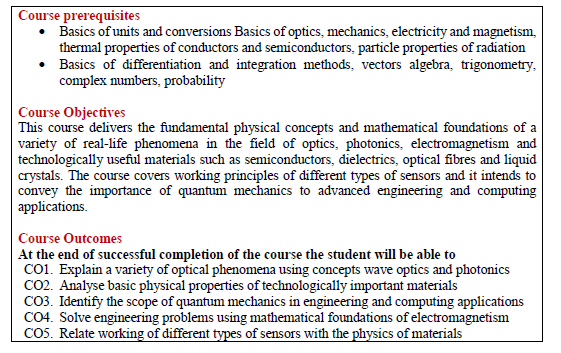 Course prerequisites
• Basics of units and conversions Basics of optics, mechanics, electricity and magnetism,
thermal properties of conductors and semiconductors, particle properties of radiation
• Basics of differentiation and integration methods, vectors algebra, trigonometry,
complex numbers, probability
Course Objectives
This course delivers the fundamental physical concepts and mathematical foundations of a
variety of real-life phenomena in the field of optics, photonics, electromagnetism and
technologically useful materials such as semiconductors, dielectrics, optical fibres and liquid
crystals. The course covers working principles of different types of sensors and it intends to
convey the importance of quantum mechanics to advanced engineering and computing
applications.
Course Outcomes
At the end of successful completion of the course the student will be able to
CO1. Explain a variety of optical phenomena using concepts wave optics and photonics
CO2. Analyse basic physical properties of technologically important materials
CO3. Identify the scope of quantum mechanics in engineering and computing applications
CO4. Solve engineering problems using mathematical foundations of electromagnetism
CO5. Relate working of different types of sensors with the physics of materials